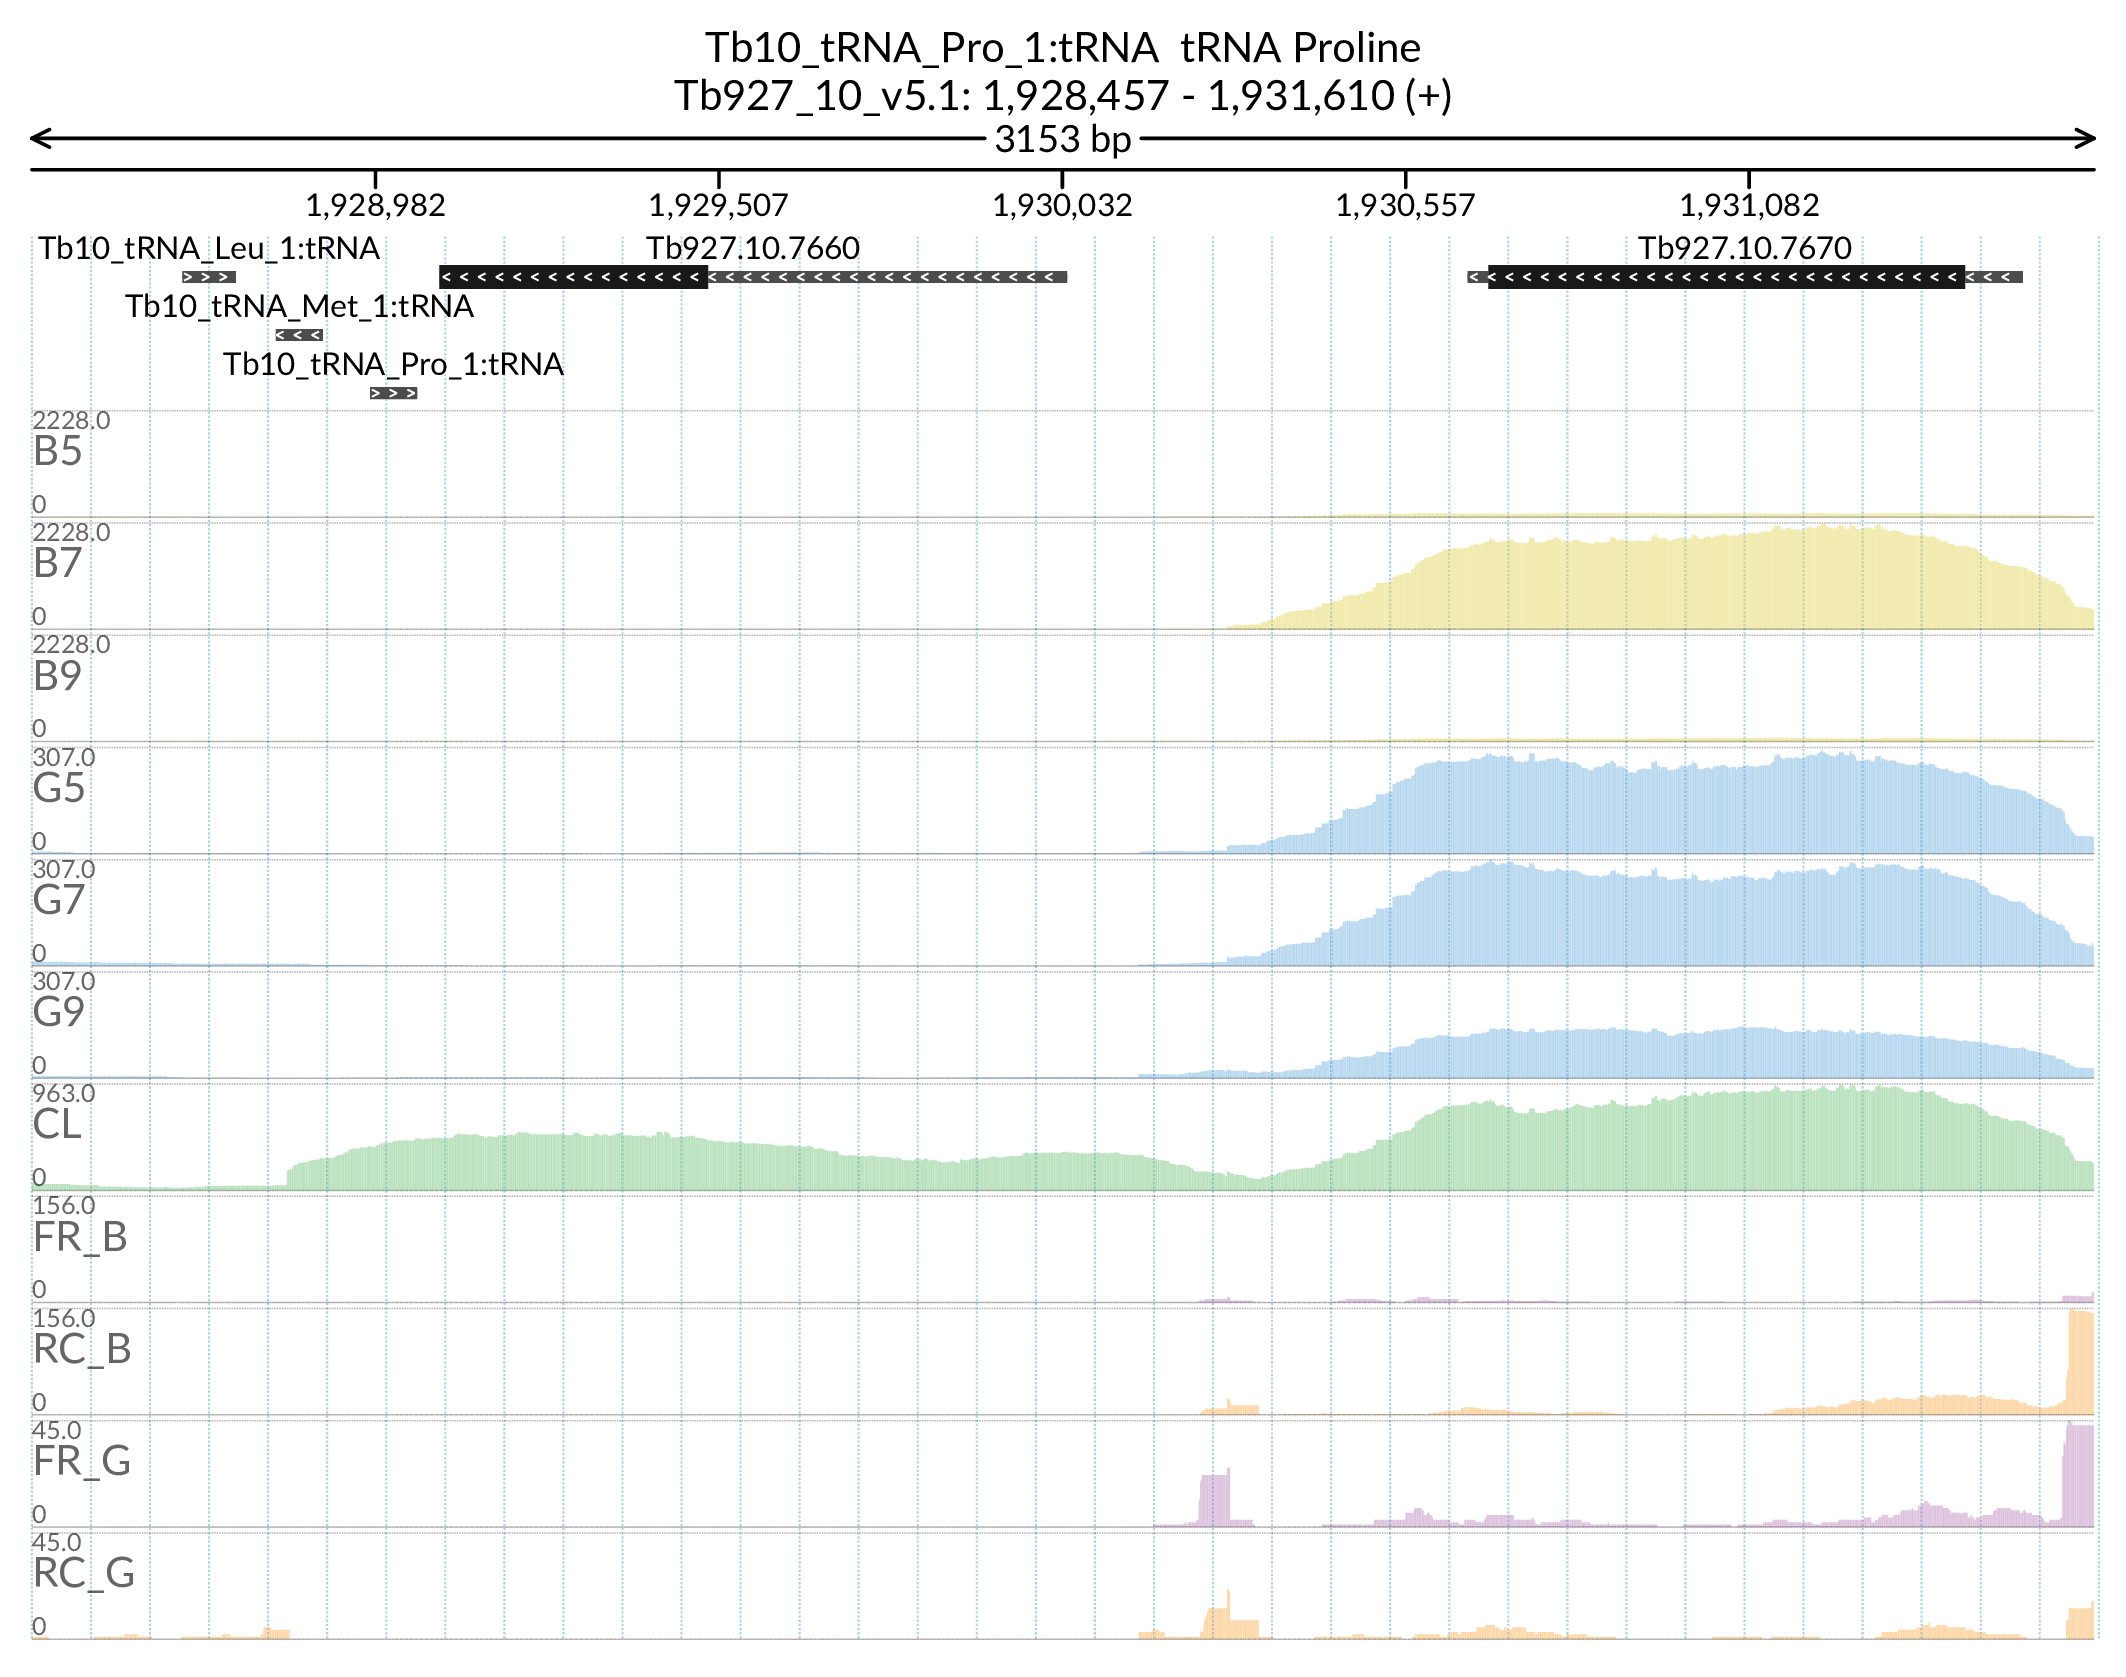 Tb10_tRNA_Pro_1:tRNA  tRNA Proline
Tb927_10_v5.1: 1,928,457 - 1,931,610 (+)
3153 bp
1,928,982 1,929,507 1,930,032 1,930,557 1,931,082
Tb10_tRNA_Leu_1:tRNA Tb927.10.7660 Tb927.10.7670
Tb10_tRNA_Met_1:tRNA
Tb10_tRNA_Pro_1:tRNA
2228.0
B5
0
2228.0
B7
0
2228.0
B9
0
307.0
G5
0
307.0
G7
0
307.0
G9
0
963.0
CL
0
156.0
FR_B
0
156.0
RC_B
0
45.0
FR_G
0
45.0
RC_G
0